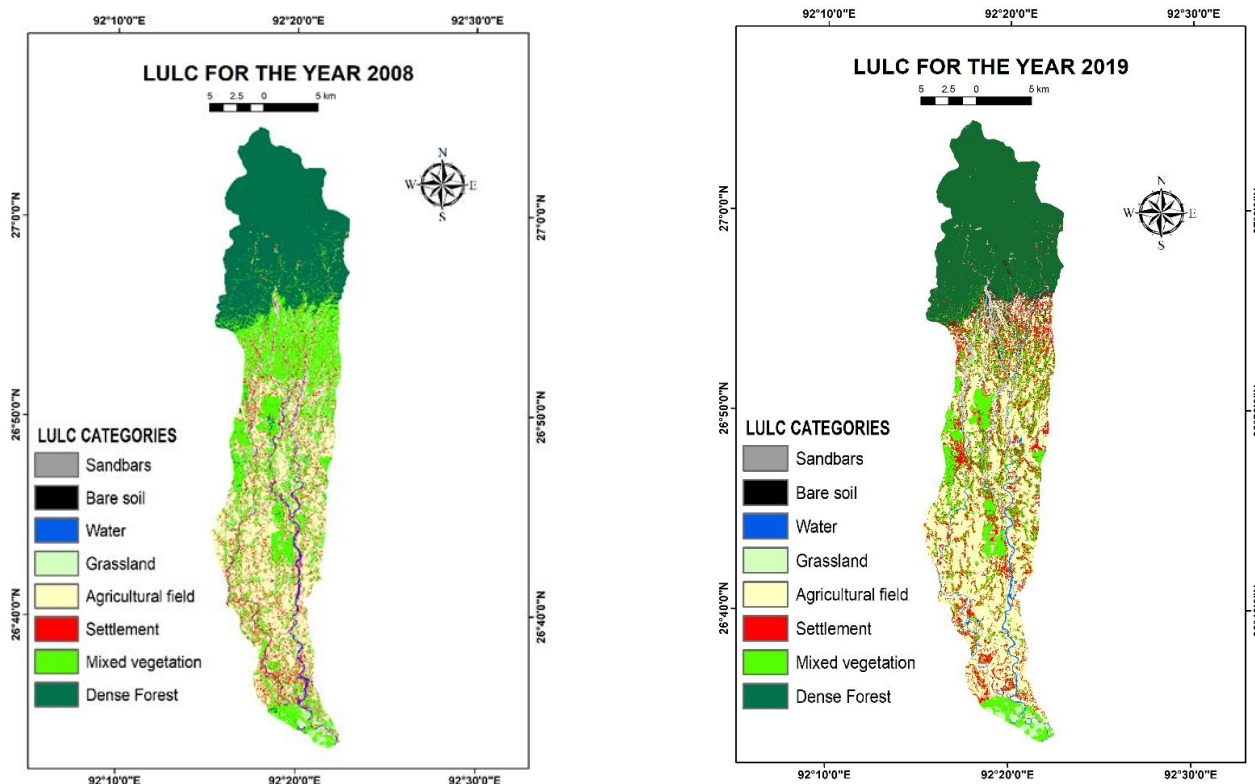 92°10'0"E
92°20'0"E
92°30'0"E
LULC FOR THE YEAR 2008
5 2.5 0 5 km
N
W E
S
27°0'0"N
27°0'0"N
26°50'0"N
26°50'0"N
26°40'0"N
26°40'0"N
LULC CATEGORIES
Sandbars
Bare soil
Water
Grassland
Agricultural field
Settlement
Mixed vegetation
Dense Forest
92°10'0"E
92°20'0"E
92°30'0"E
92°10'0"E
92°20'0"E
92°30'0"E
LULC FOR THE YEAR 2019
5 2.5 0 5 km
N
W E
S
27°0'0"N
26°50'0"N
26°40'0"N
LULC CATEGORIES
Sandbars
Bare soil
Water
Grassland
Agricultural field
Settlement
Mixed vegetation
Dense Forest
92°10'0"E
92°20'0"E
92°30'0"E